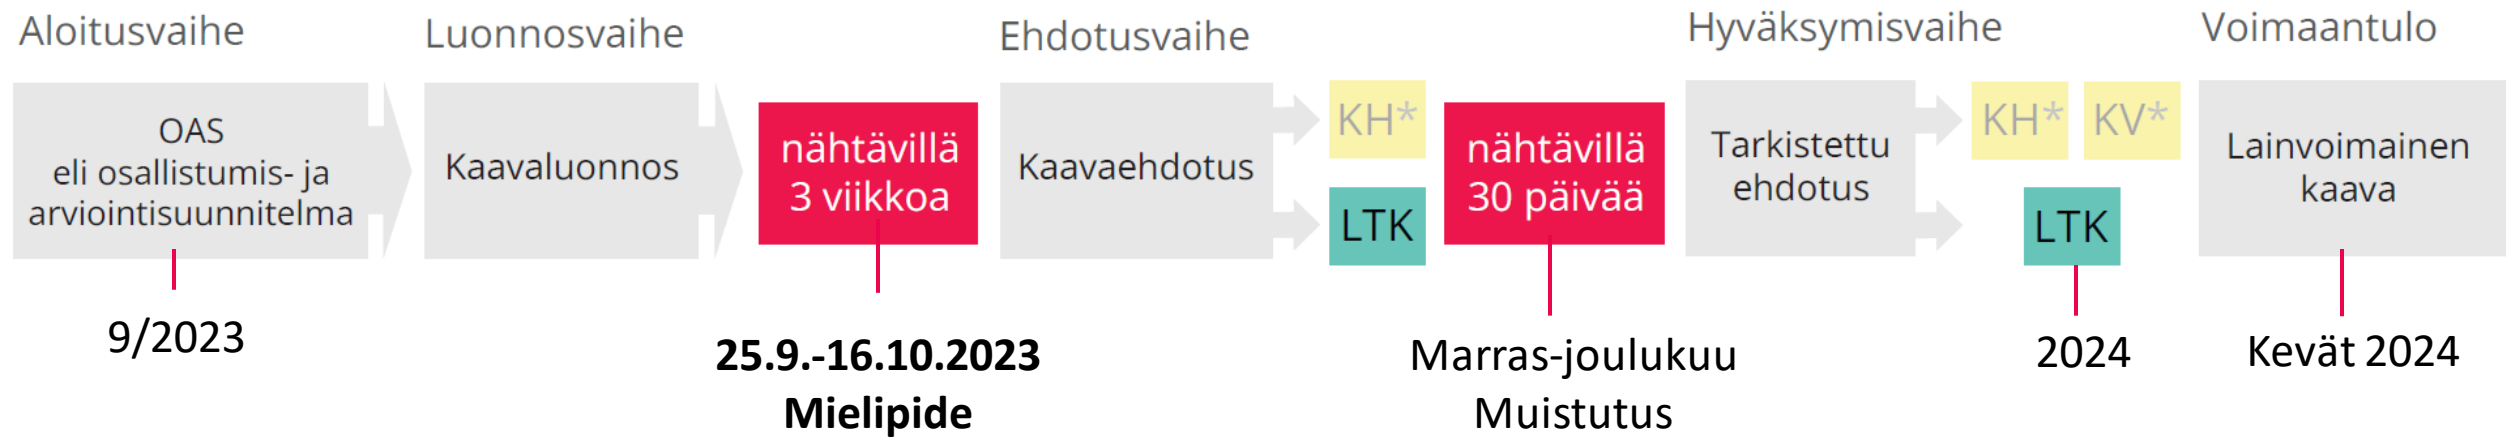 Aloitusvaihe
OAS
eli osallistumis- ja
arviointisuunnitelma
9/2023
Luonnosvaihe
Kaavaluonnos
nähtävillä
3 viikkoa
25.9.-16.10.2023
Mielipide
Ehdotusvaihe
Kaavaehdotus
KH*
LTK
nähtävillä
30 päivää
Marras-joulukuu
Muistutus
Hyväksymisvaihe
Tarkistettu
ehdotus
KH*
KV*
LTK
2024
Voimaantulo
Lainvoimainen
kaava
Kevät 2024